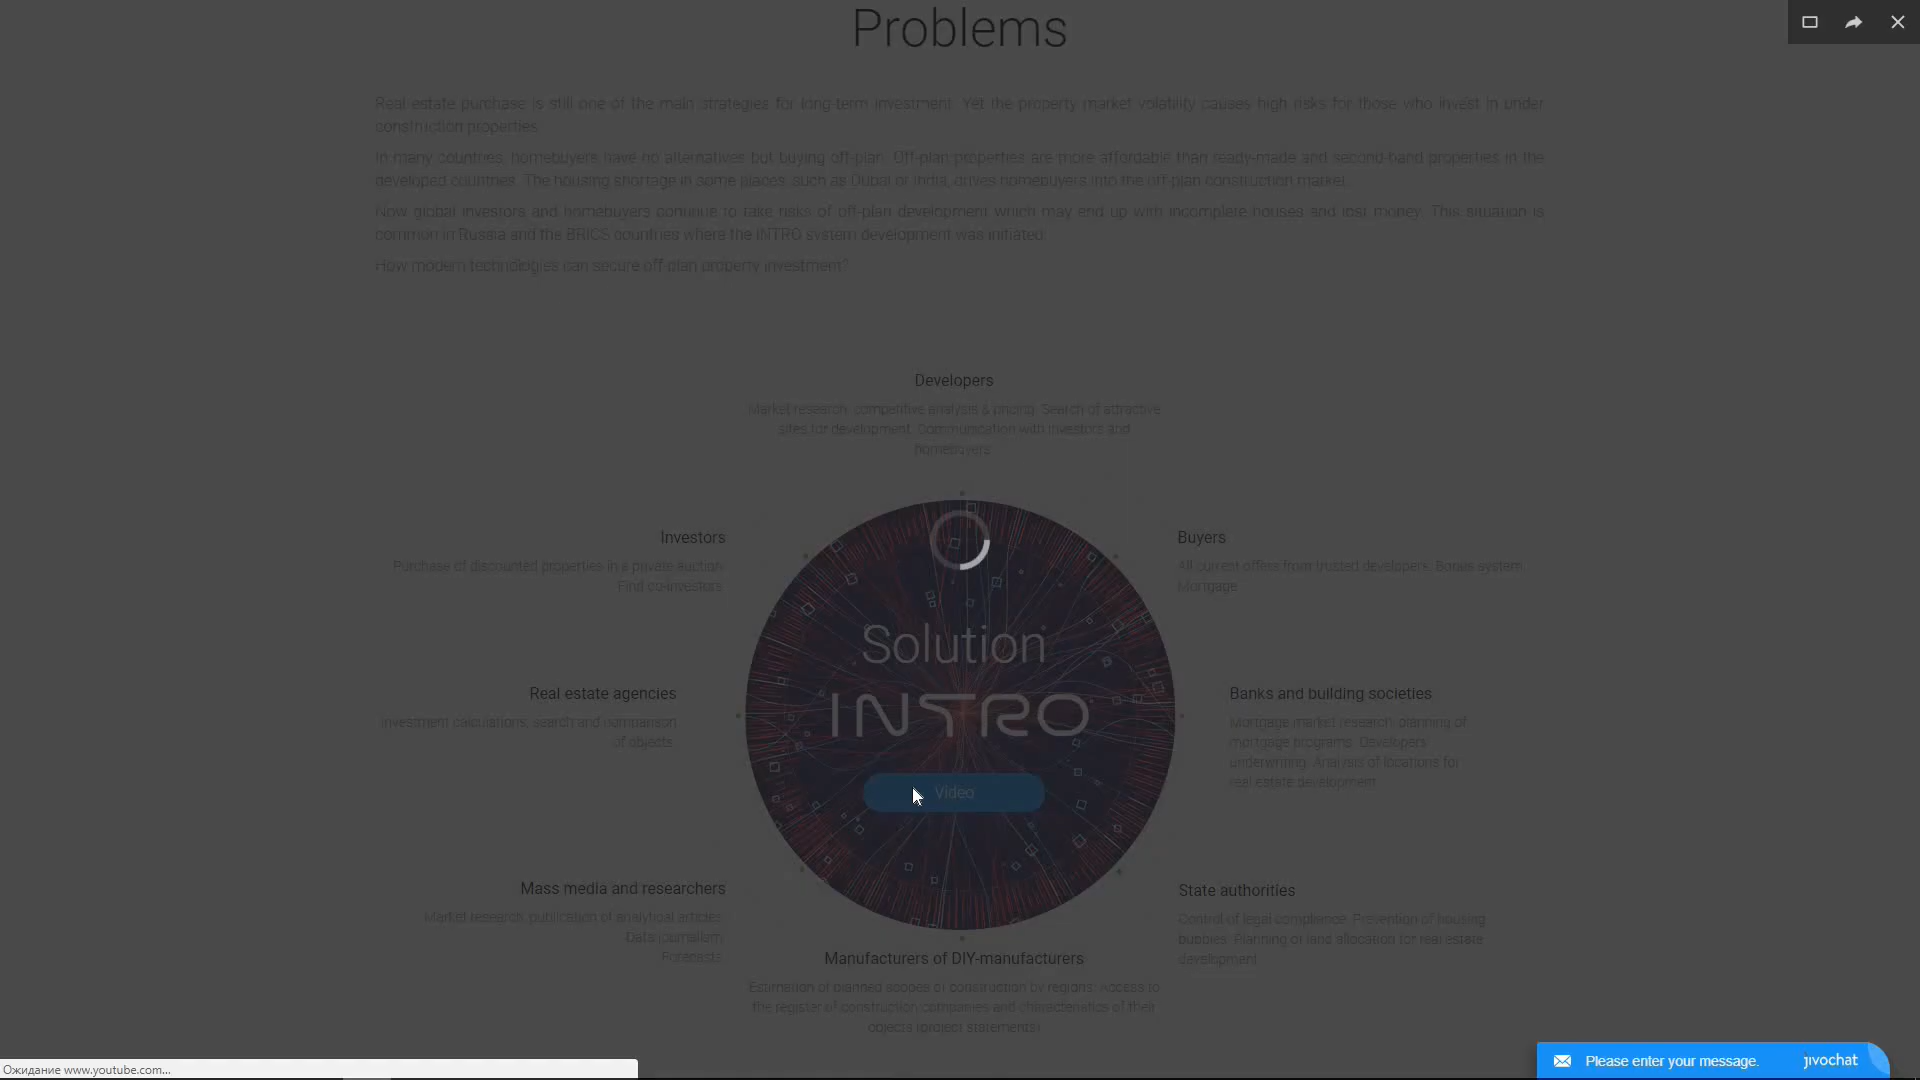 Problems
Real estate purchase is still one of the main strategies for long-term investment. Yet the property market volatility causes high risks for those who invest in under
construction properties.
In many countries, homebuyers have no alternatives but buying off-plan. Off-plan properties are more affordable than ready-made and second-hand properties in the
developed countries. The housing shortage in some places, such as Dubai or India, drives homebuyers into the off-plan construction market.
Now global investors and homebuyers continue to take risks of off-plan development which may end up with incomplete houses and lost money. This situation is
common in Russia and the BRICS countries where the INTRO system development was initiated.
How modern technologies can secure off-plan property investment?
Developers
Market research, competitive analysis & pricing. Search of attractive
sites for development. Communication with investors and
homebuyers.
Investors
Purchase of discounted properties in a private auction.
Find co-investors.
Buyers
All current offers from trusted developers. Bonus system.
Mortgage.
Solution
INTRO
Video
Real estate agencies
Investment calculations, search and comparison
of objects.
Banks and building societies
Mortgage market research, planning of
mortgage programs. Developers
underwriting. Analysis of locations for
real estate development.
Mass media and researchers
Market research, publication of analytical articles.
Data journalism.
Forecasts.
State authorities
Control of legal compliance. Prevention of housing
bubbles. Planning of land allocation for real estate
development.
Manufacturers of DIY-manufacturers
Estimation of planned scopes of construction by regions. Access to
the register of construction companies and characteristics of their
objects (project statements).
Ожидание www.youtube.com...
Please enter your message.
jivochat